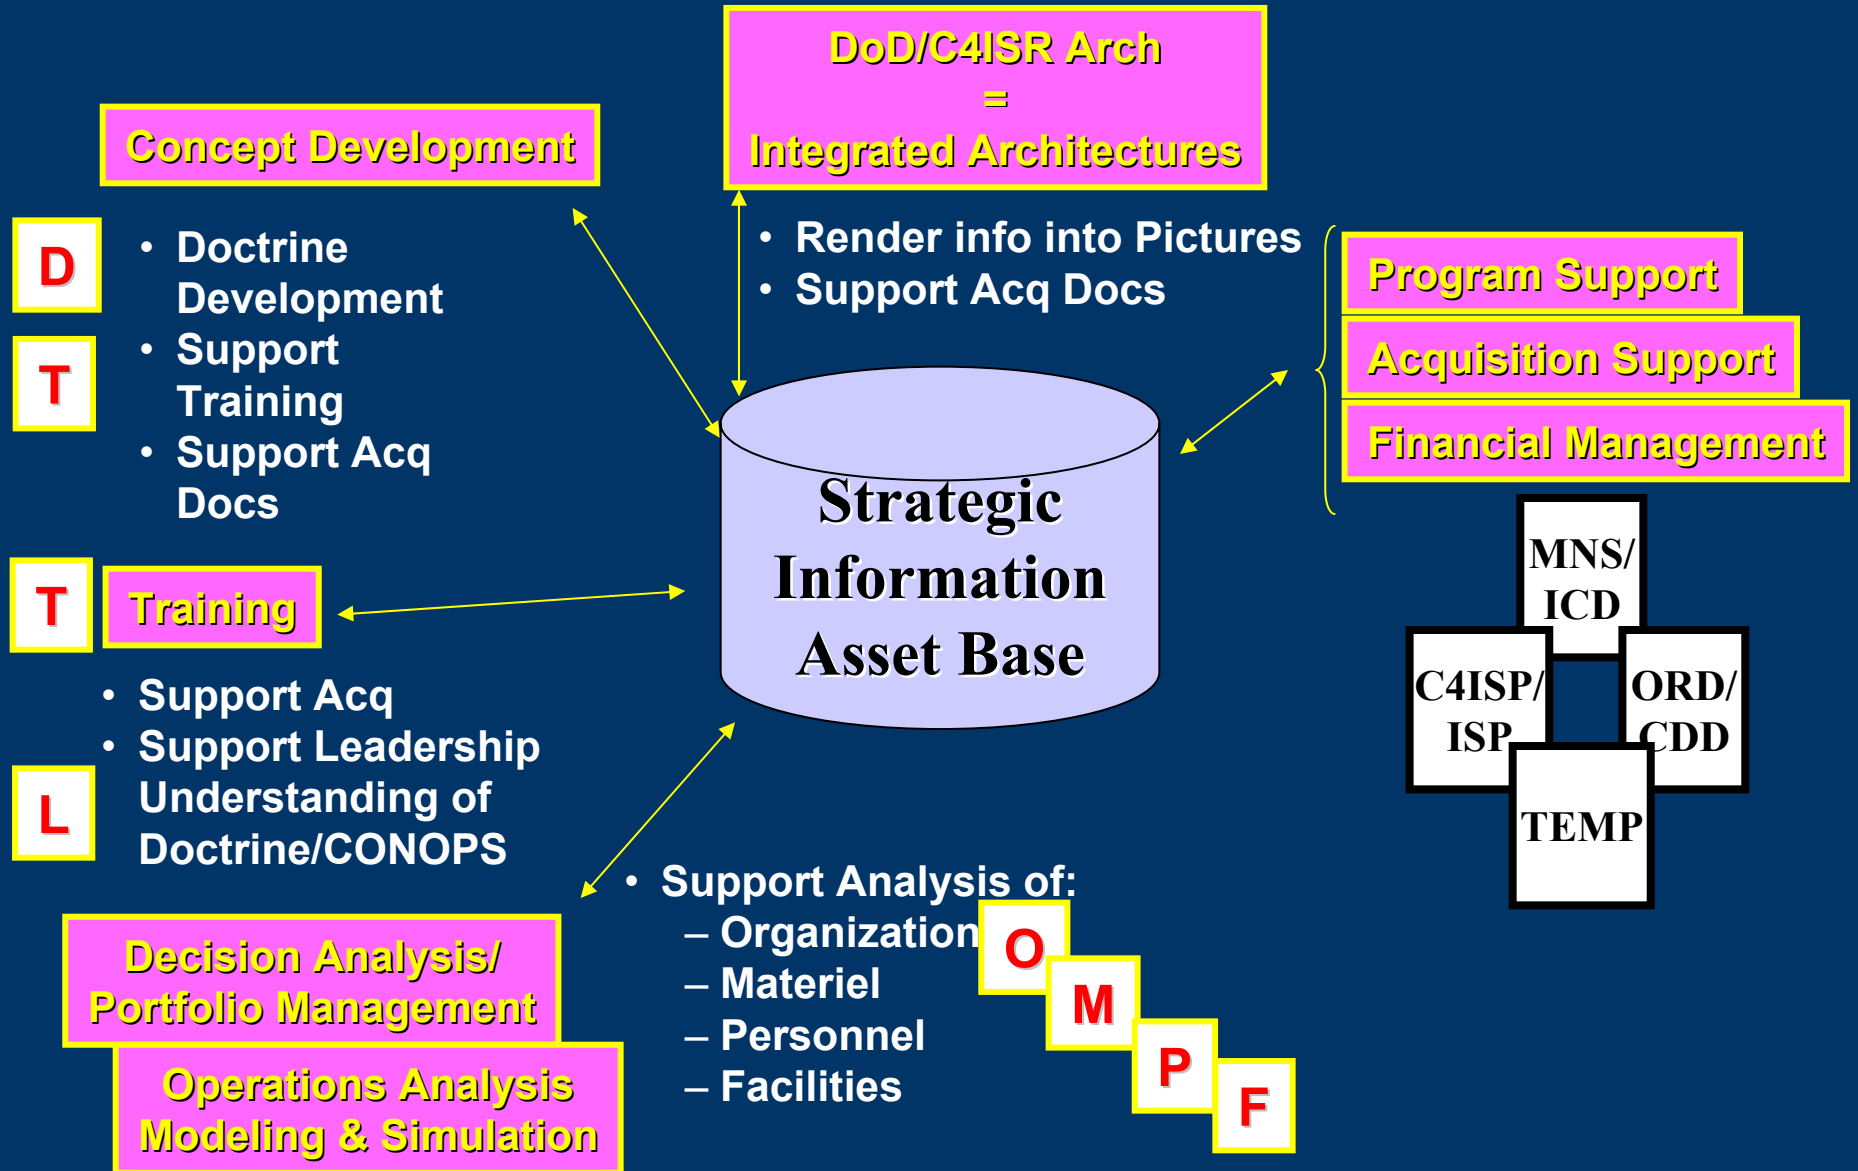 DoD/C4ISR Arch
=
Integrated Architectures
Concept Development
D
T
• Doctrine
Development
• Support
Training
• Support Acq
Docs
• Render info into Pictures
• Support Acq Docs
Program Support
Acquisition Support
Financial Management
Strategic
Information
Asset Base
MNS/
ICD
C4ISP/
ISP
ORD/
CDD
TEMP
T
Training
• Support Acq
• Support Leadership
Understanding of
Doctrine/CONOPS
L
Decision Analysis/
Portfolio Management
Operations Analysis
Modeling & Simulation
• Support Analysis of:
– Organization
– Materiel
– Personnel
– Facilities
O
M
P
F